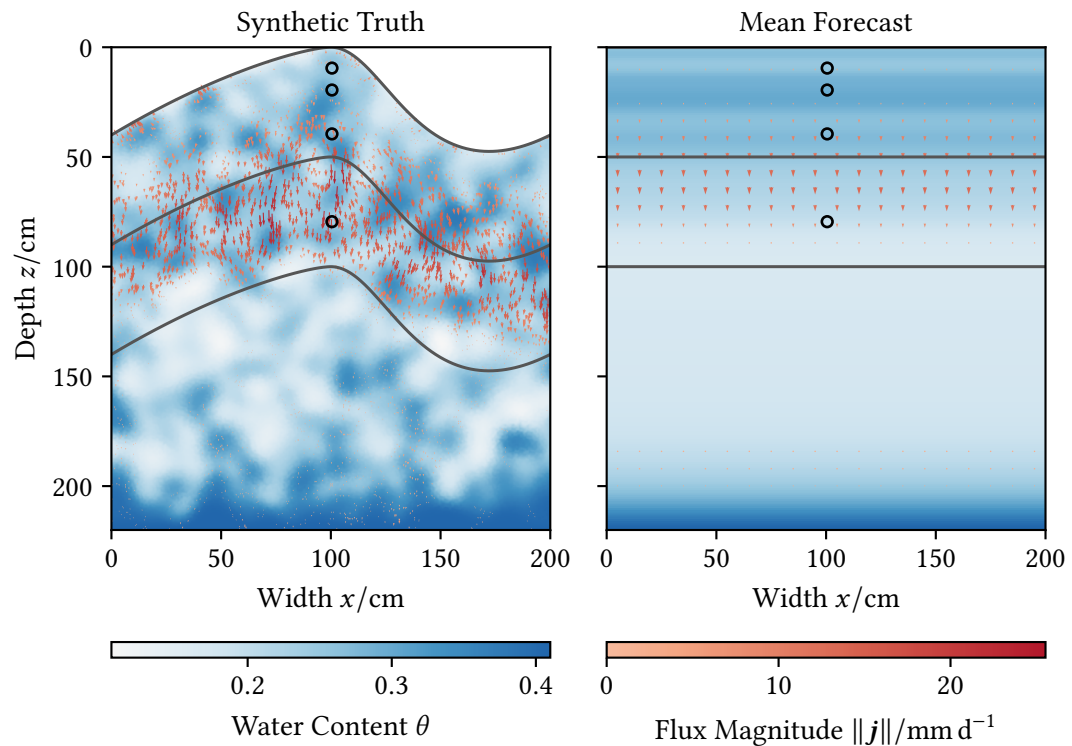 Synthetic Truth
Mean Forecast
0
50
100
150
200
Depth z/cm
0 50 100 150 200
0 50 100 150 200
Width x/cm
Width x/cm
0.2 0.3 0.4
Water Content θ
0 10 20
Flux Magnitude ‖j‖/mm d⁻¹